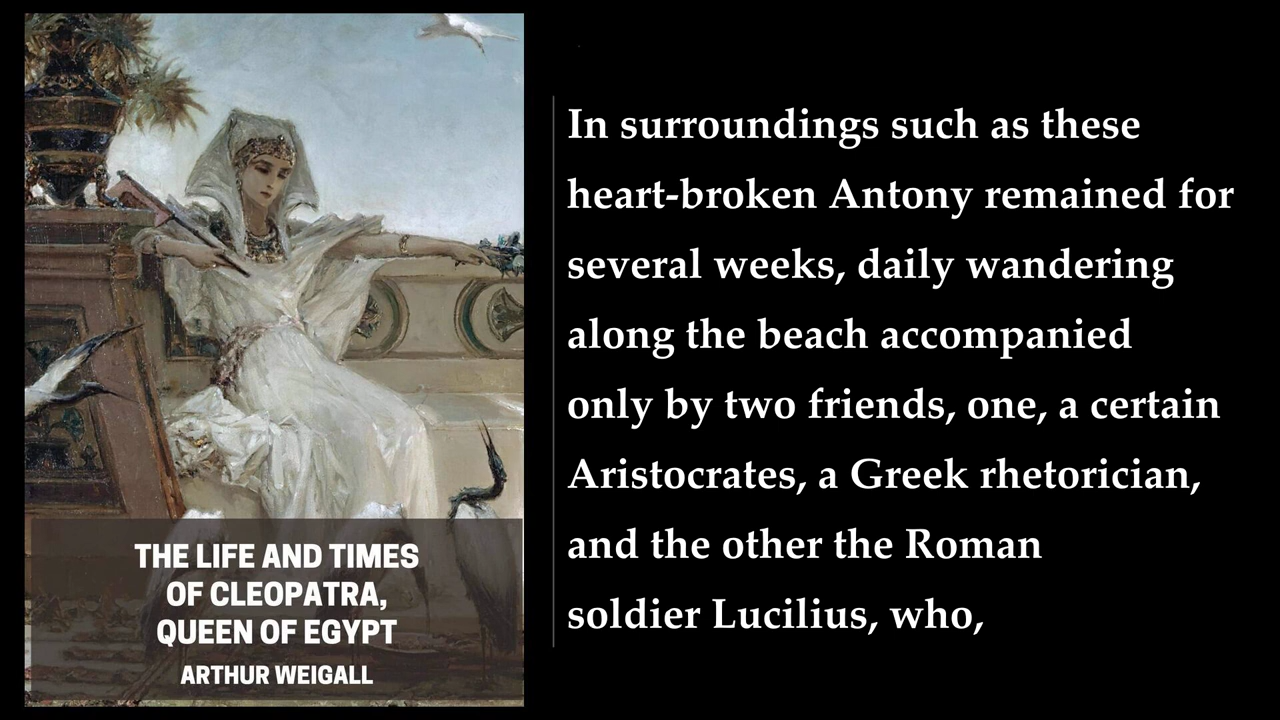 THE LIFE AND TIMES
OF CLEOPATRA,
QUEEN OF EGYPT
ARTHUR WEIGALL
In surroundings such as these
heart-broken Antony remained for
several weeks, daily wandering
along the beach accompanied
only by two friends, one, a certain
Aristocrates, a Greek rhetorician,
and the other the Roman
soldier Lucilius, who,